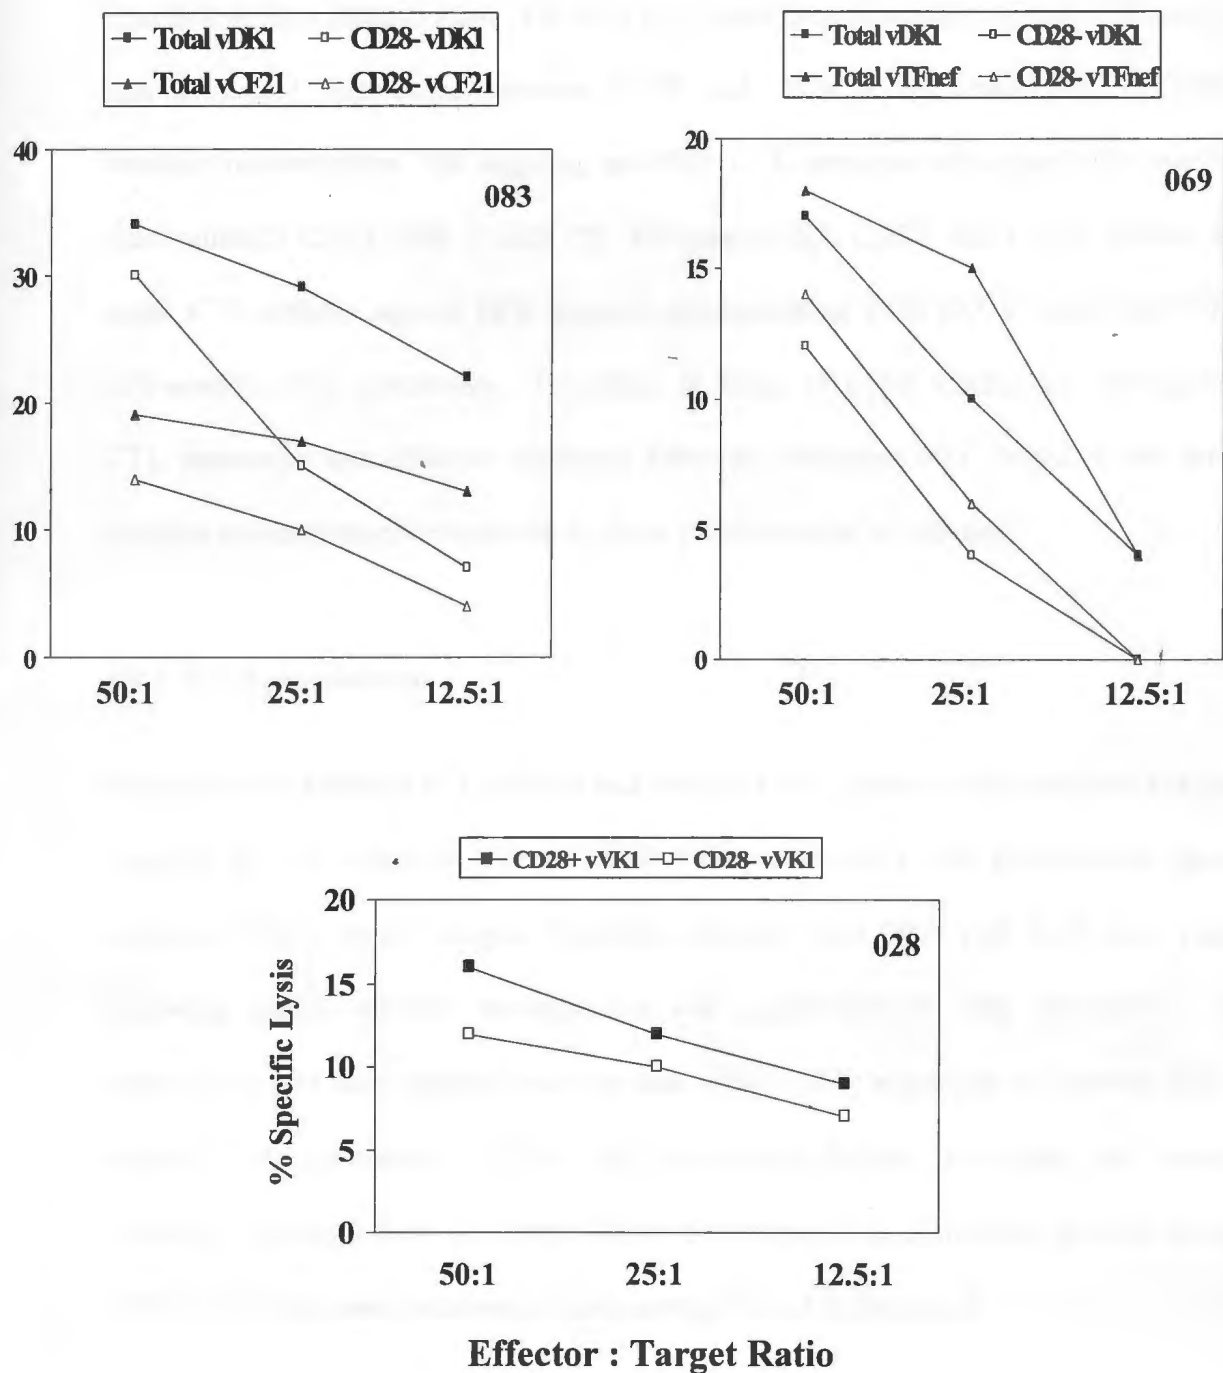 Total vDK1 CD28- vDK1
Total vCF21 CD28- vCF21
40
30
20
10
0
083
50:1 25:1 12.5:1
Total vDK1 CD28- vDK1
Total vTFnef CD28- vTFnef
20
15
10
5
0
069
50:1 25:1 12.5:1
CD28+ vVK1 CD28- vVK1
% Specific Lysis
20
15
10
5
0
028
50:1 25:1 12.5:1
Effector : Target Ratio